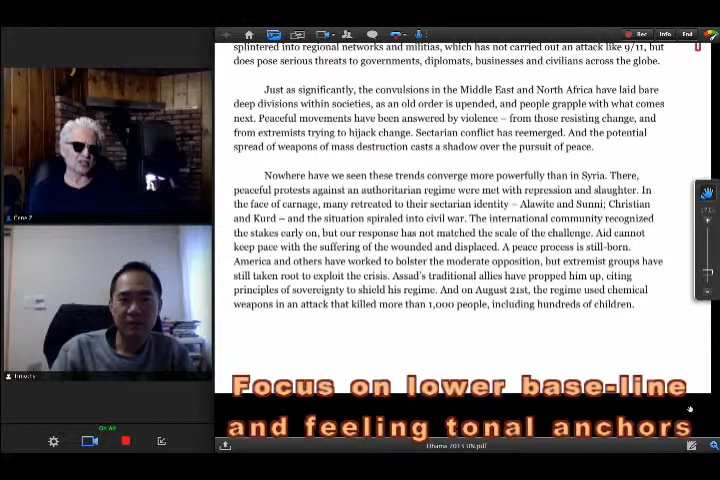 Rec
Info
End
splintered into regional networks and militias, which has not carried out an attack like 9/11, but
does pose serious threats to governments, diplomats, businesses and civilians across the globe.
Just as significantly, the convulsions in the Middle East and North Africa have laid bare
deep divisions within societies, as an old order is upended, and people grapple with what comes
next. Peaceful movements have been answered by violence – from those resisting change, and
from extremists trying to hijack change. Sectarian conflict has reemerged. And the potential
spread of weapons of mass destruction casts a shadow over the pursuit of peace.
Nowhere have we seen these trends converge more powerfully than in Syria. There,
peaceful protests against an authoritarian regime were met with repression and slaughter. In
the face of carnage, many retreated to their sectarian identity – Alawite and Sunni; Christian
and Kurd – and the situation spiraled into civil war. The international community recognized
the stakes early on, but our response has not matched the scale of the challenge. Aid cannot
keep pace with the suffering of the wounded and displaced. A peace process is still-born.
America and others have worked to bolster the moderate opposition, but extremist groups have
still taken root to exploit the crisis. Assad's traditional allies have propped him up, citing
principles of sovereignty to shield his regime. And on August 21st, the regime used chemical
weapons in an attack that killed more than 1,000 people, including hundreds of children.
Gene Z
Timothy
On Air
Focus on lower base-line
and feeling tonal anchors
Obama 2013 UN.pdf